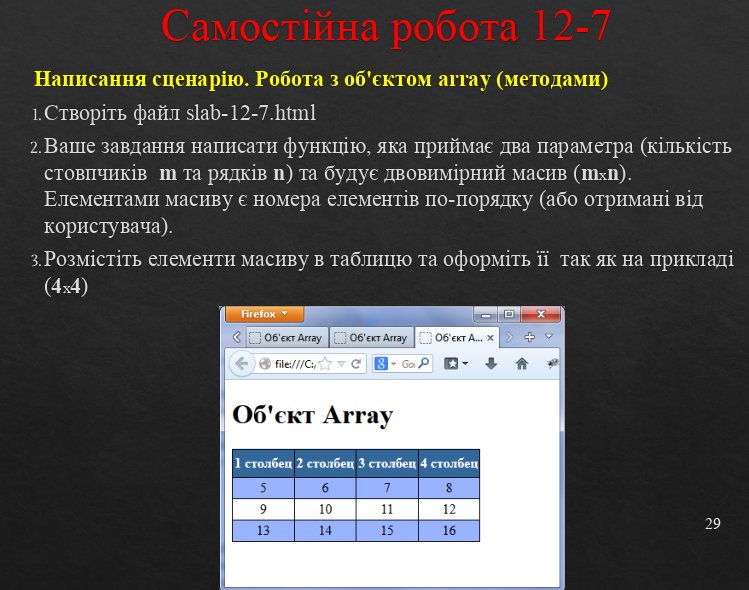 Самостійна робота 12-7
Написання сценарію. Робота з об'єктом array (методами)
1. Створіть файл slab-12-7.html
2. Ваше завдання написати функцію, яка приймає два параметра (кількість
стовпчиків m та рядків n) та будує двовимірний масив (mxn).
Елементами масиву є номера елементів по-порядку (або отримані від
користувача).
3. Розмістіть елементи масиву в таблицю та оформіть її так як на прикладі
(4x4)
Firefox
Об'єкт Array Об'єкт Array Об'єкт А...
file:///C:/ Goo
Об'єкт Array
1 столбец 2 столбец 3 столбец 4 столбец
5 6 7 8
9 10 11 12
13 14 15 16
29